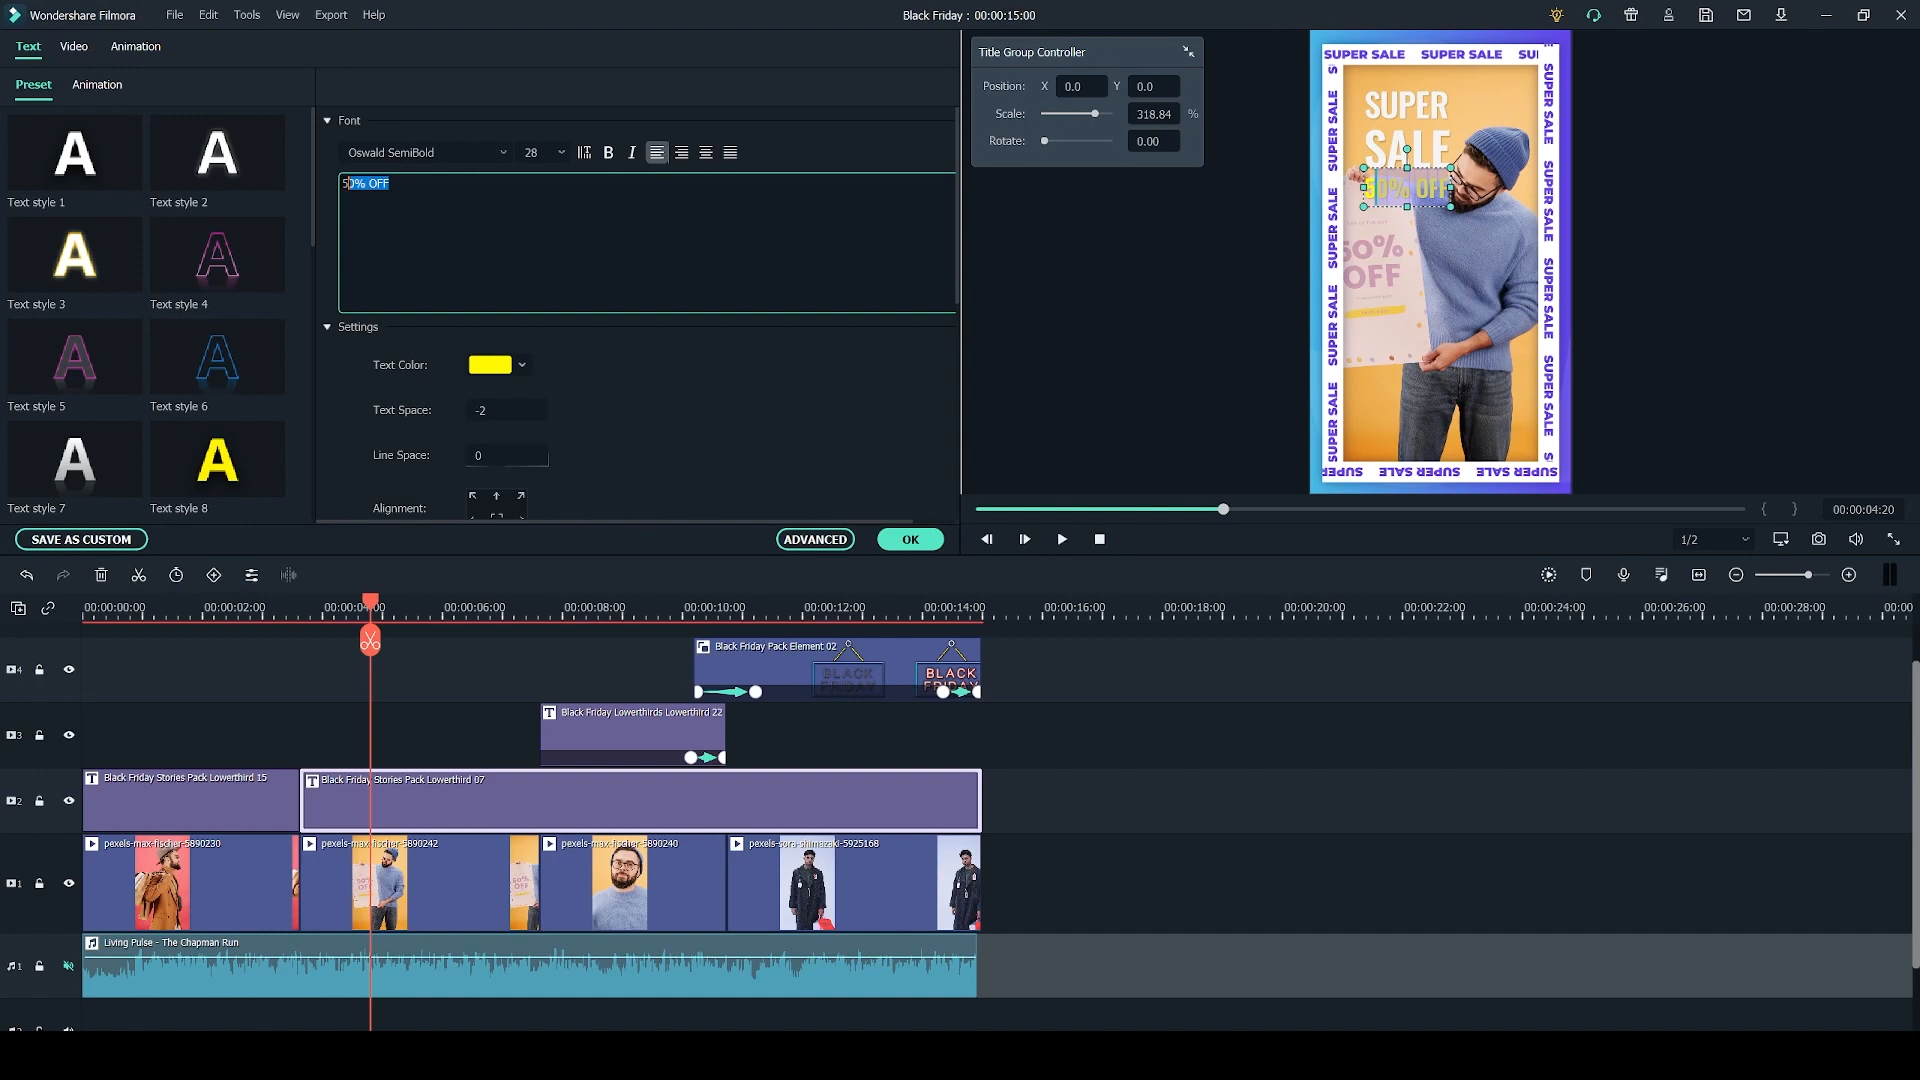 Wondershare Filmora
File Edit Tools View Export Help
Black Friday : 00:00:15:00
Text Video Animation
Preset Animation
Text style 1
Text style 2
Text style 3
Text style 4
Text style 5
Text style 6
Text style 7
Text style 8
Font
Oswald SemiBold 28
50% OFF
Settings
Text Color:
Text Space: -2
Line Space: 0
Alignment:
SAVE AS CUSTOM
ADVANCED
OK
Title Group Controller
Position: X 0.0 Y 0.0
Scale: 318.84 %
Rotate: 0.00
SUPER SALE SUPER SALE SU
SUPER
SALE
50% OFF
50%
OFF
SUPER SALE SUPER SALE SUPER SALE SUPER SALE
SUPER SALE SUPER SALE SUPER SALE SUPER SALE
SUPER SALE SUPER SALE SUPER
00:00:04:20
1/2
00:00:00:00 00:00:02:00 00:00:04:00 00:00:06:00 00:00:08:00 00:00:10:00 00:00:12:00 00:00:14:00 00:00:16:00 00:00:18:00 00:00:20:00 00:00:22:00 00:00:24:00 00:00:26:00 00:00:28:00 00:00
4
Black Friday Pack Element 02
BLACK
FRIDAY
BLACK
FRIDAY
3
Black Friday Lowerthirds Lowerthird 22
2
Black Friday Stories Pack Lowerthird 15
Black Friday Stories Pack Lowerthird 07
1
pexels-max-fischer-5890230
pexels-max-fischer-5890242
pexels-max-fischer-5890240
pexels-sora-shimazaki-5925168
1
Living Pulse - The Chapman Run